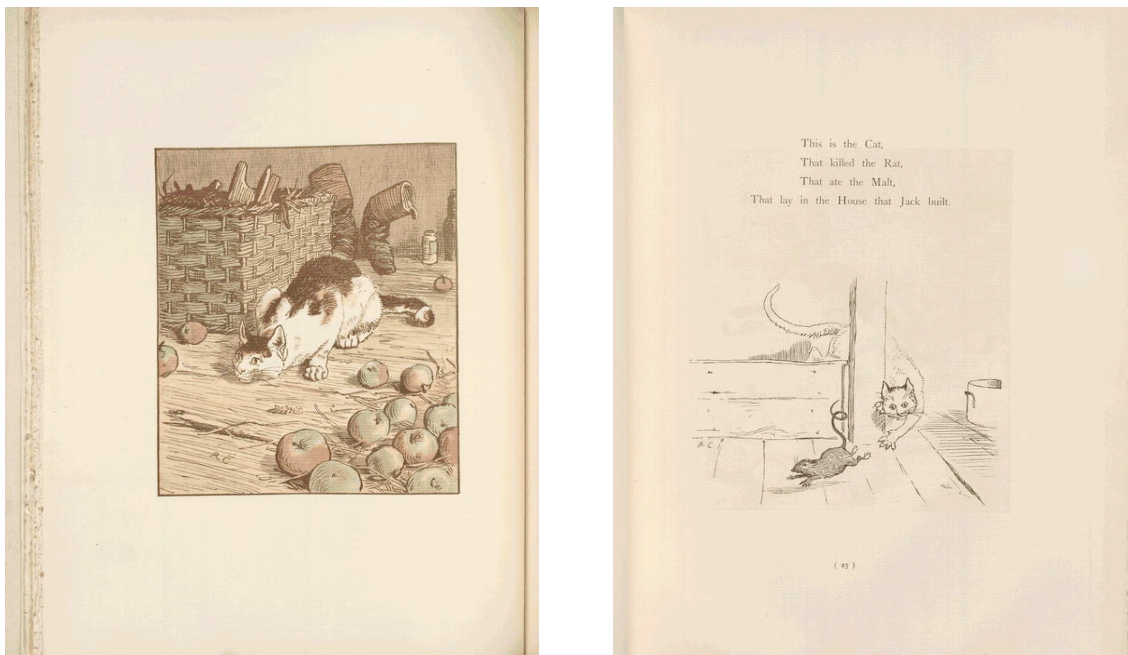 R.C.
This is the Cat,
That killed the Rat,
That ate the Malt,
That lay in the House that Jack built.
R.C.
( 25 )